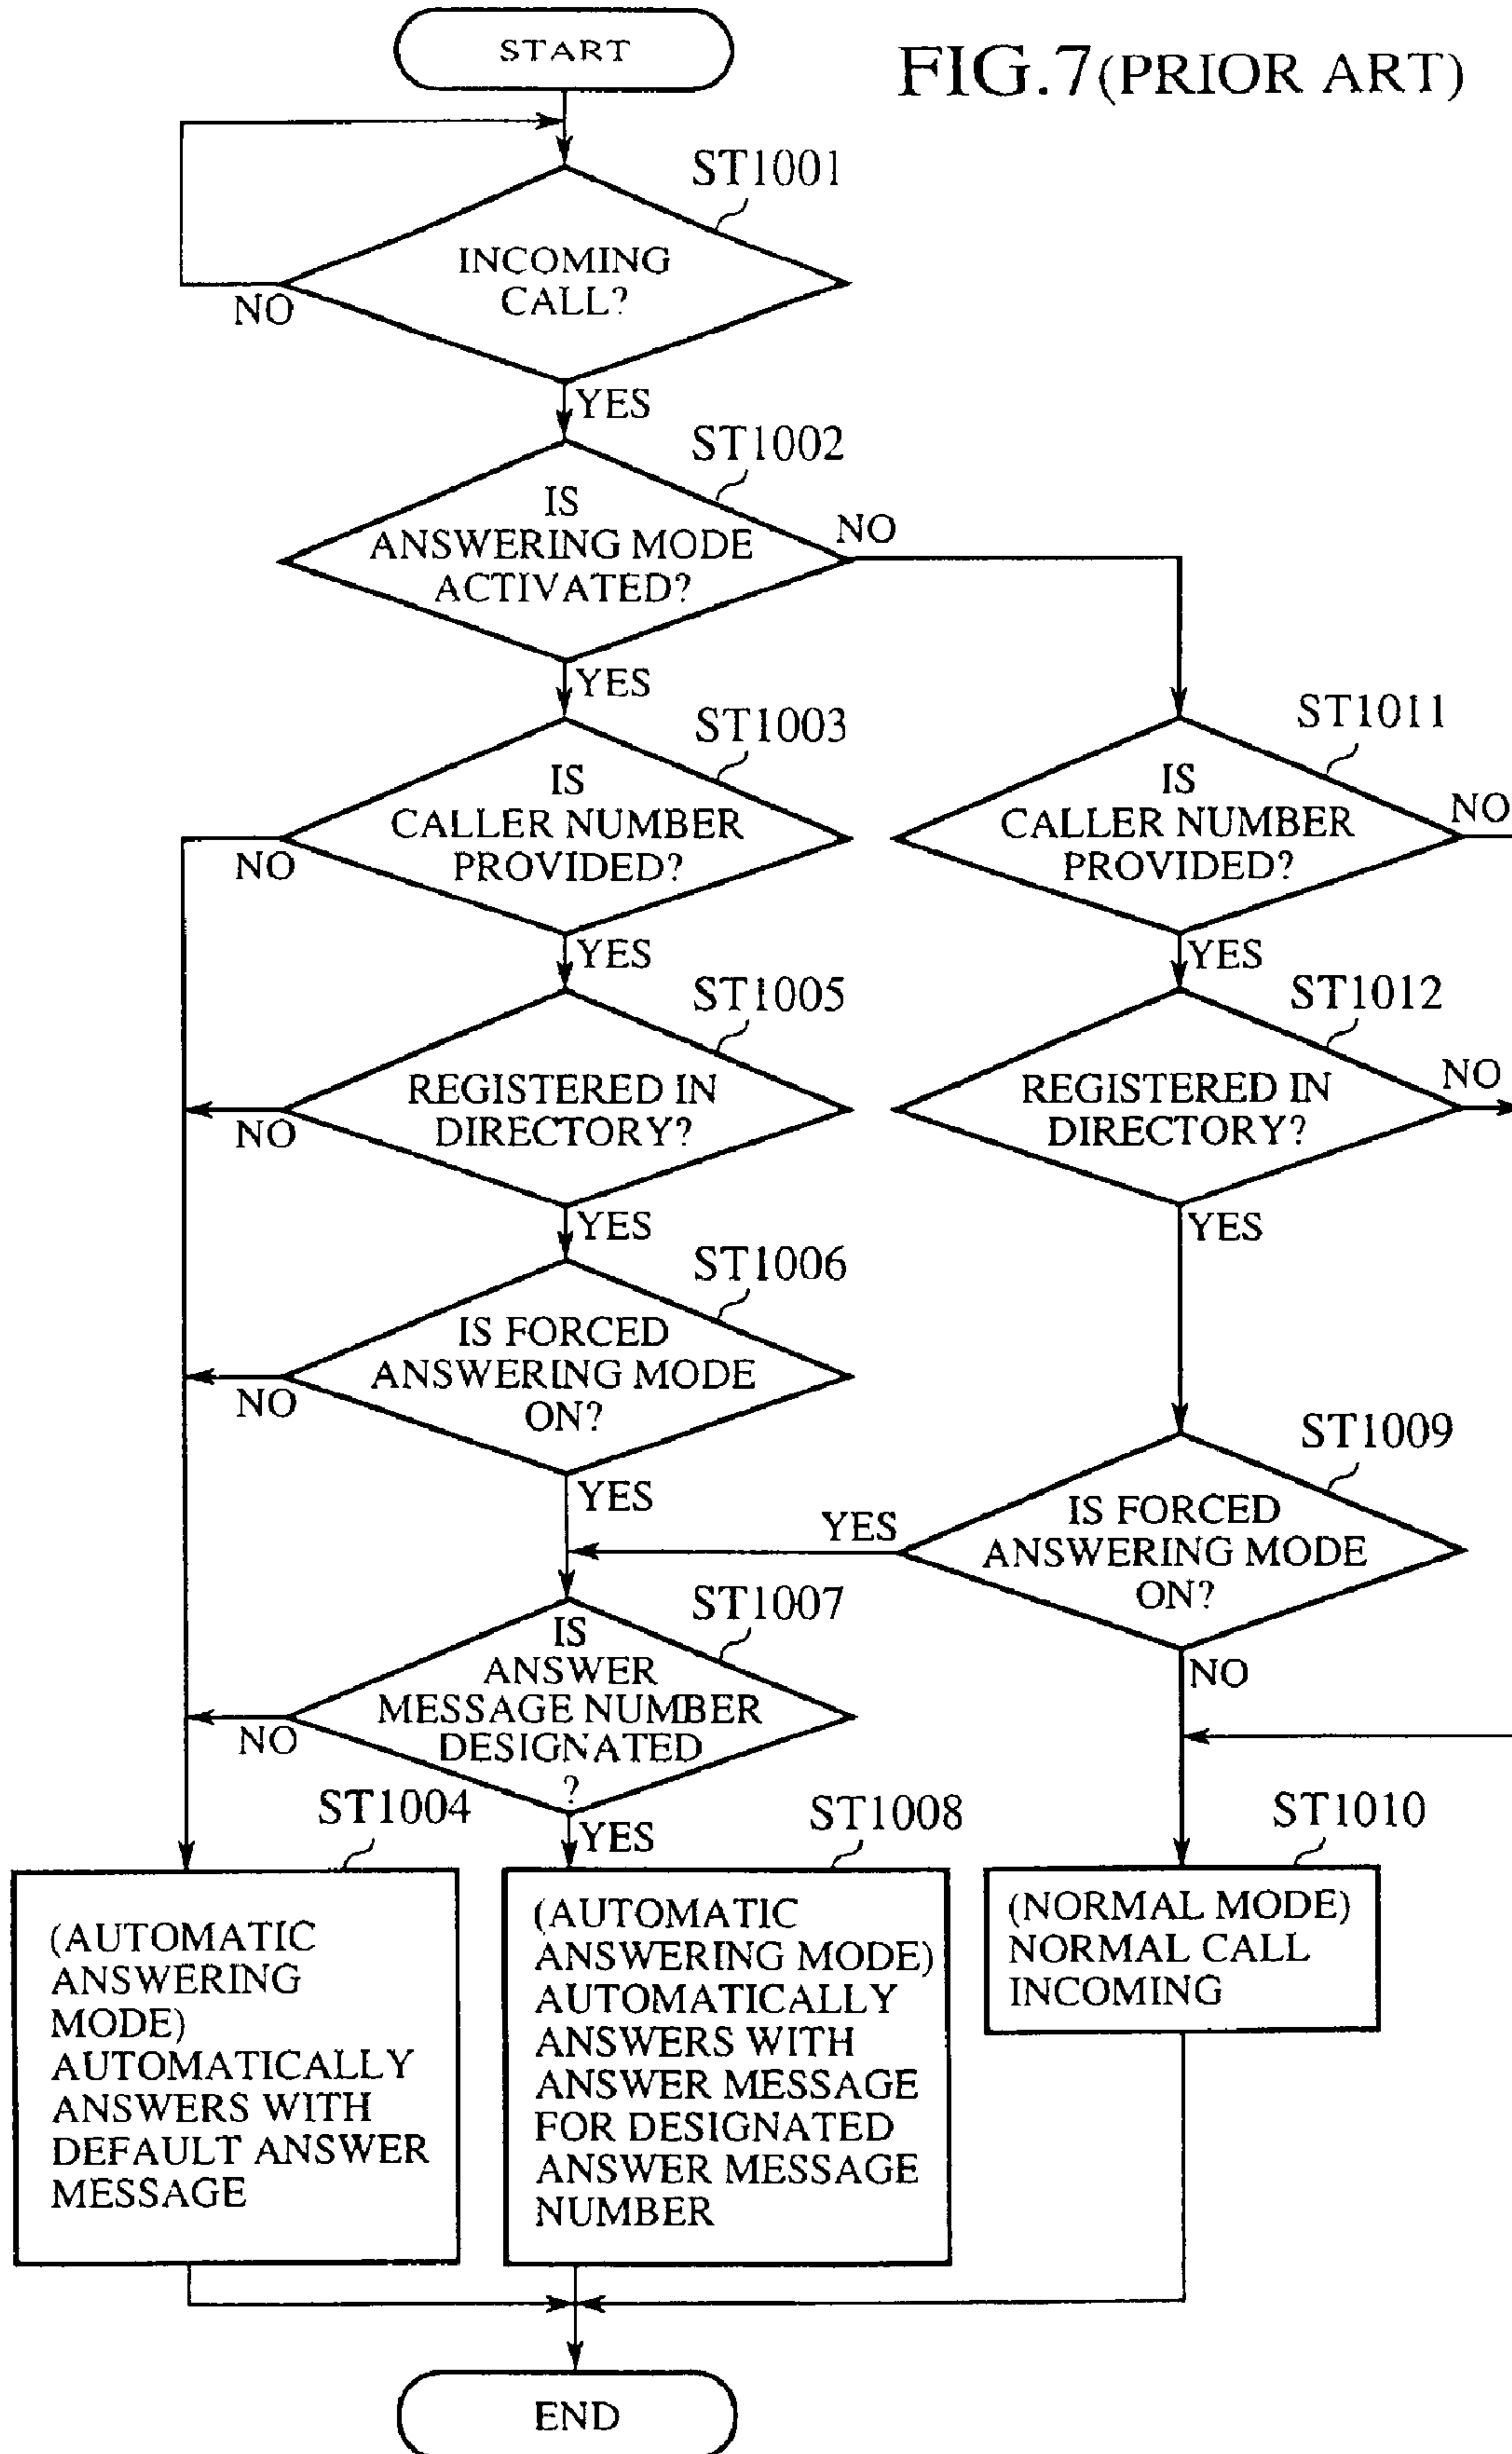 START
FIG.7(PRIOR ART)
ST1001
INCOMING
CALL?
NO
YES
ST1002
IS
ANSWERING MODE
ACTIVATED?
NO
YES
ST1003
IS
CALLER NUMBER
PROVIDED?
NO
YES
ST1011
IS
CALLER NUMBER
PROVIDED?
NO
YES
ST1005
REGISTERED IN
DIRECTORY?
NO
YES
ST1012
REGISTERED IN
DIRECTORY?
NO
YES
ST1006
IS FORCED
ANSWERING MODE
ON?
NO
YES
ST1009
IS FORCED
ANSWERING MODE
ON?
YES
NO
ST1007
IS
ANSWER
MESSAGE NUMBER
DESIGNATED
?
NO
YES
ST1004
(AUTOMATIC
ANSWERING
MODE)
AUTOMATICALLY
ANSWERS WITH
DEFAULT ANSWER
MESSAGE
ST1008
(AUTOMATIC
ANSWERING MODE)
AUTOMATICALLY
ANSWERS WITH
ANSWER MESSAGE
FOR DESIGNATED
ANSWER MESSAGE
NUMBER
ST1010
(NORMAL MODE)
NORMAL CALL
INCOMING
END